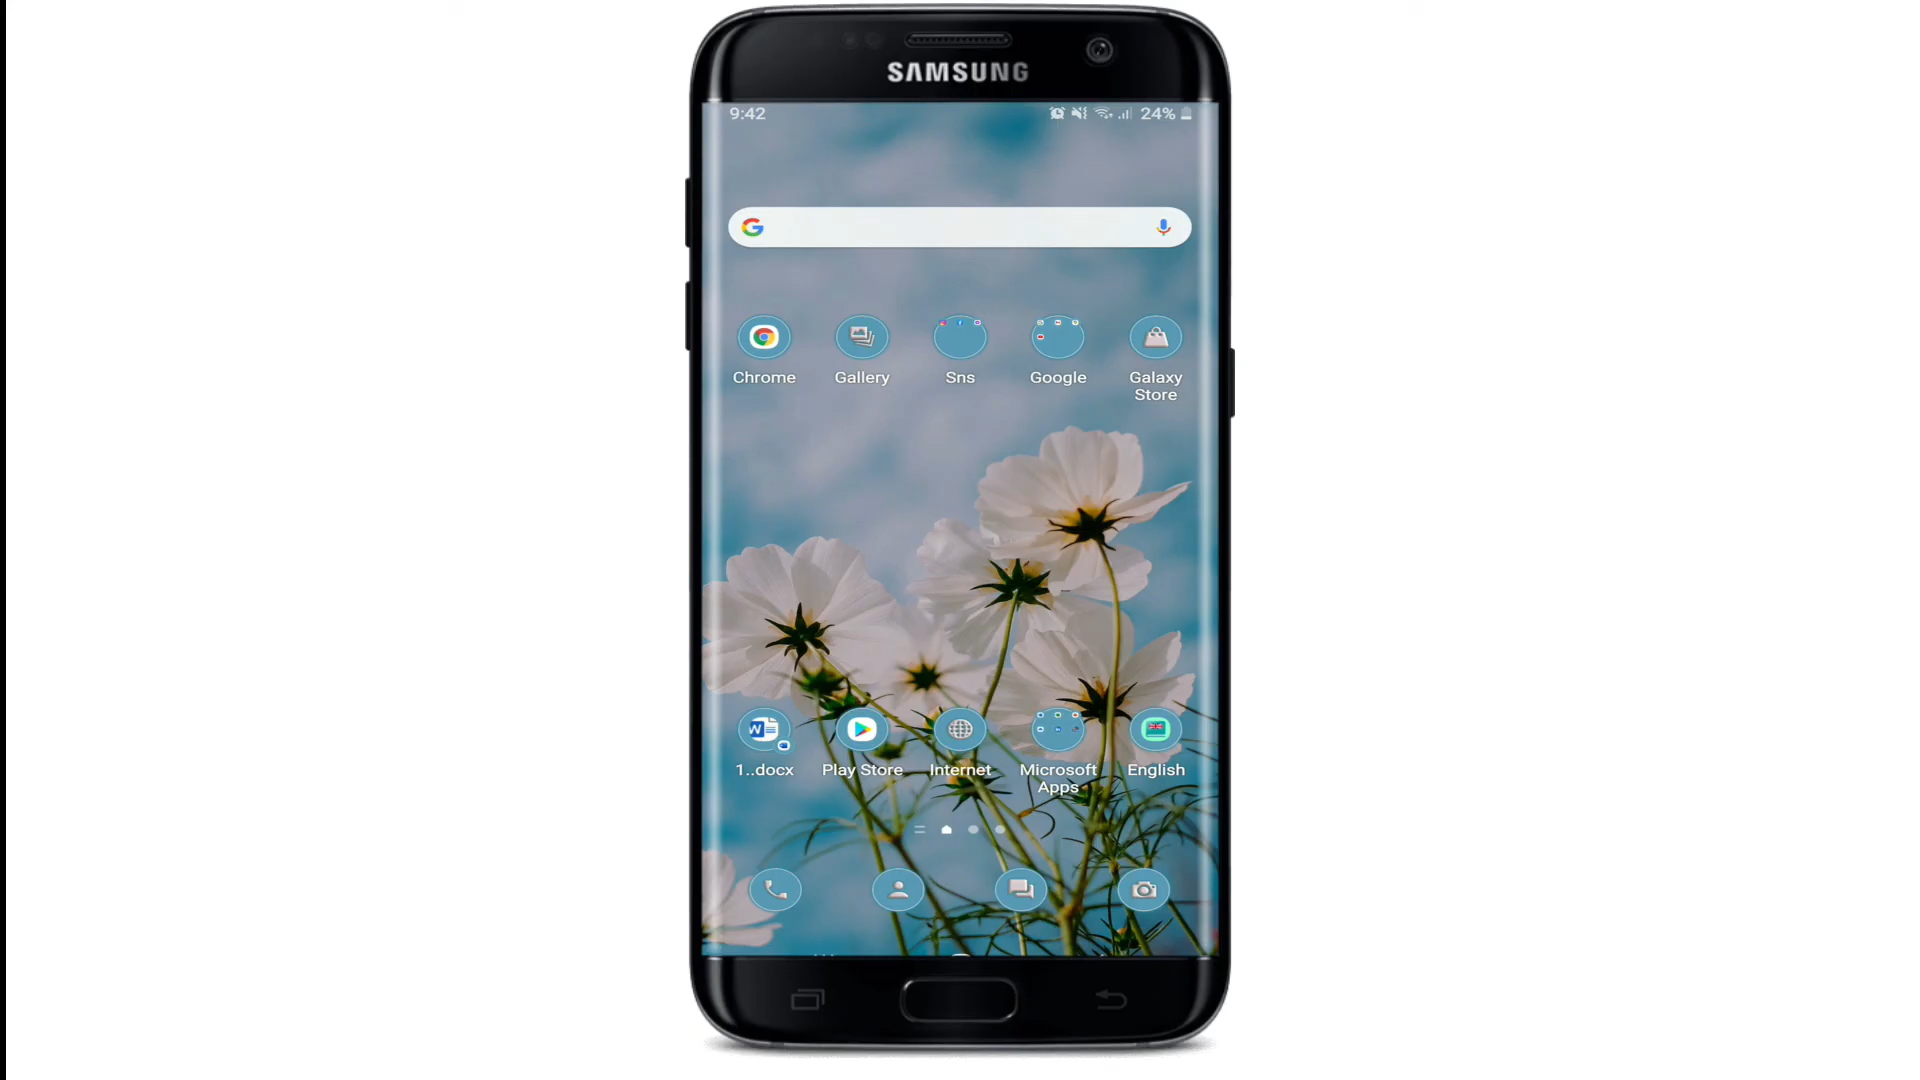 SAMSUNG
9:42
24%
Chrome
Gallery
Sns
Google
Galaxy
Store
1..docx
Play Store
Internet
Microsoft
Apps
English